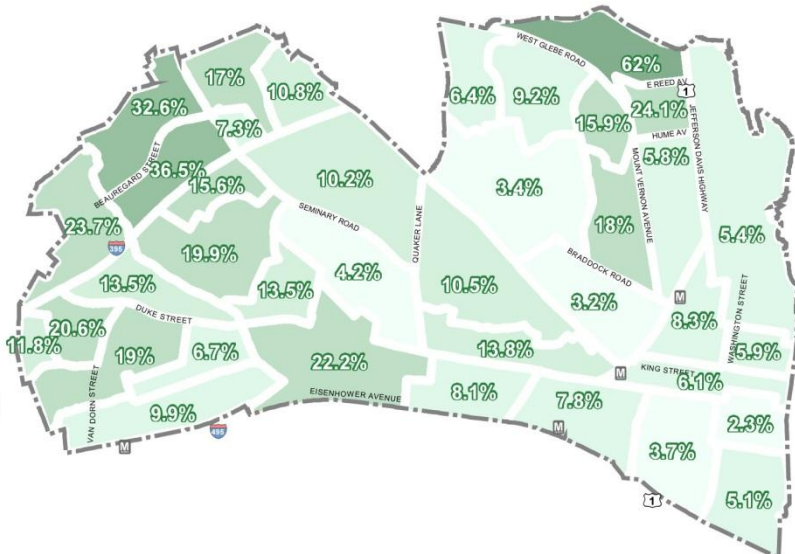 WEST GLEBE ROAD
62%
17%
10.8%
6.4%
9.2%
E REED AV
1
32.6%
24.1%
7.3%
15.9%
HUME AV
JEFFERSON DAVIS HIGHWAY
BEAUREGARD STREET
36.5%
5.8%
15.6%
10.2%
3.4%
MOUNT VERNON AVENUE
SEMINARY ROAD
QUAKER LANE
23.7%
18%
5.4%
395
19.9%
4.2%
BRADDOCK ROAD
13.5%
13.5%
10.5%
3.2%
M
WASHINGTON STREET
DUKE STREET
8.3%
20.6%
11.8%
19%
6.7%
22.2%
13.8%
5.9%
KING STREET
M
6.1%
VAN DORN STREET
EISENHOWER AVENUE
8.1%
7.8%
9.9%
2.3%
M
495
M
3.7%
1
5.1%